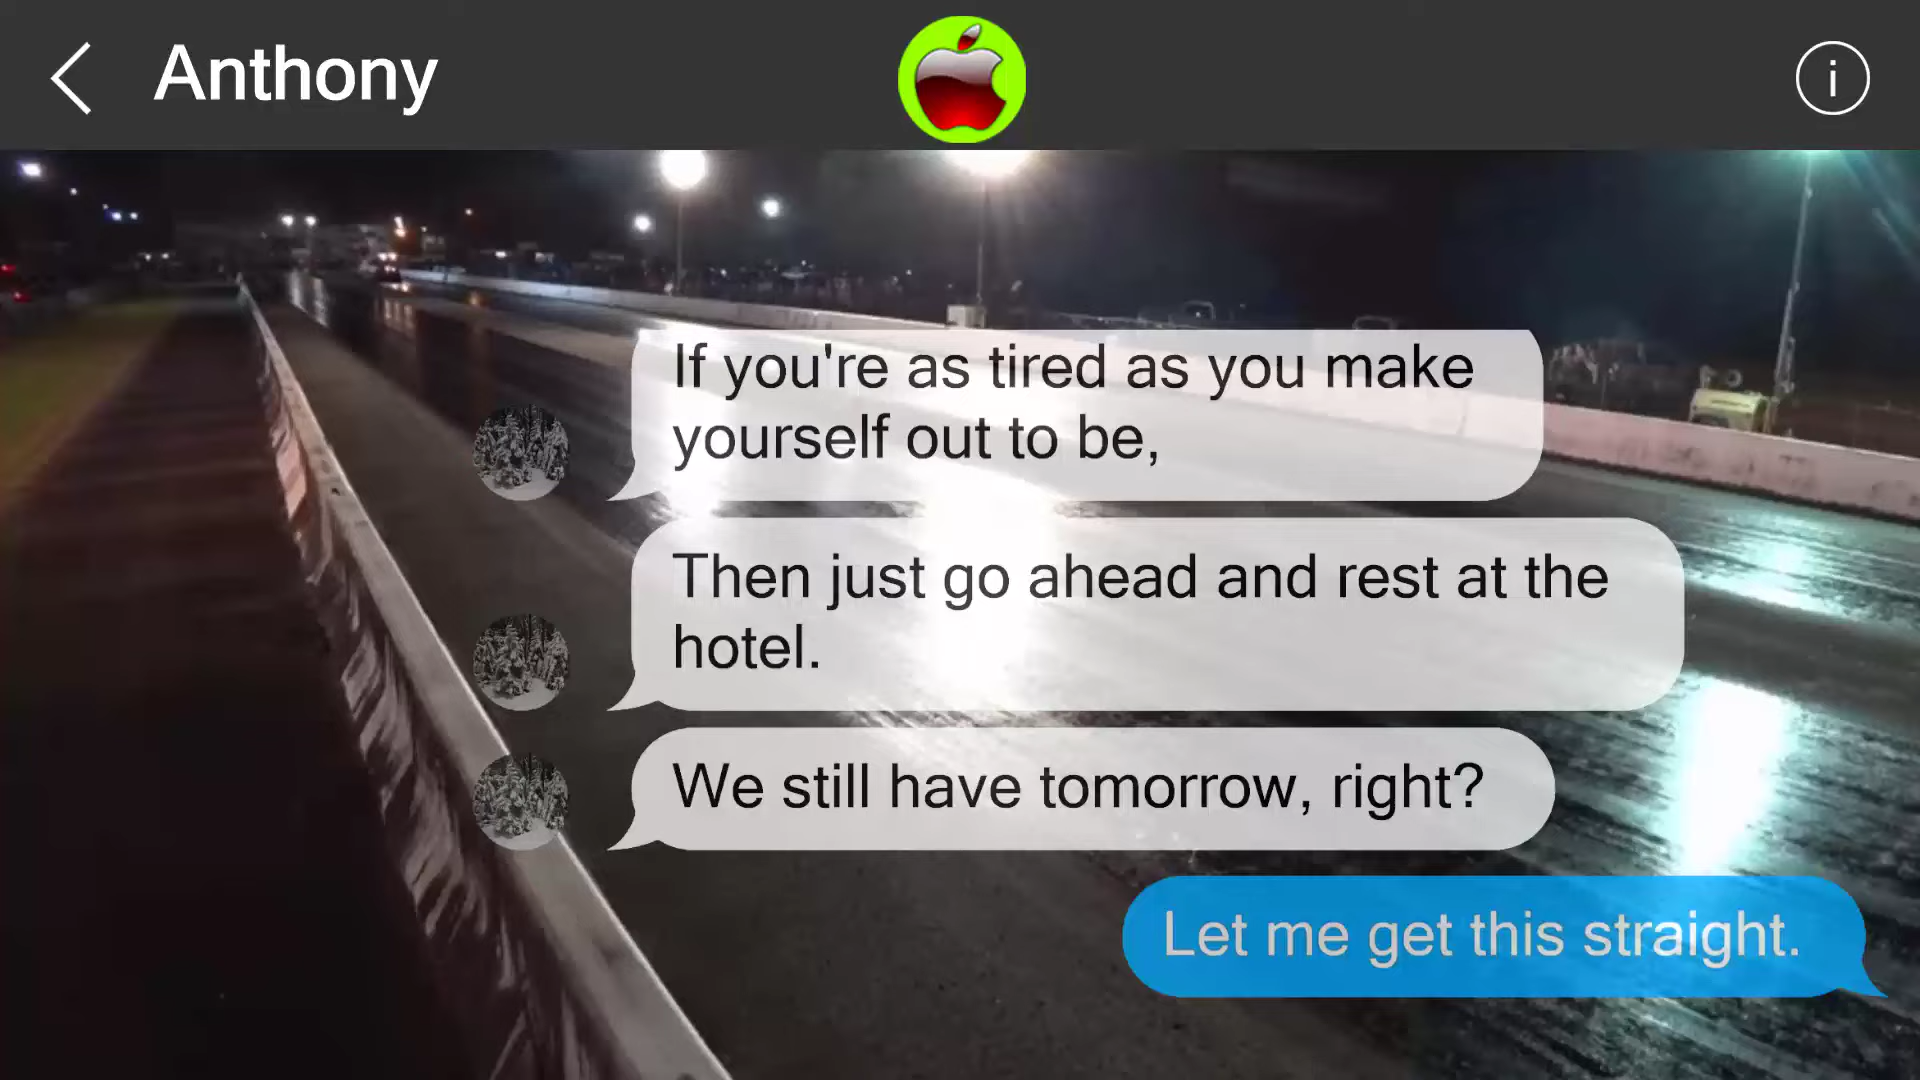 Anthony
If you're as tired as you make
yourself out to be,
Then just go ahead and rest at the
hotel.
We still have tomorrow, right?
Let me get this straight.